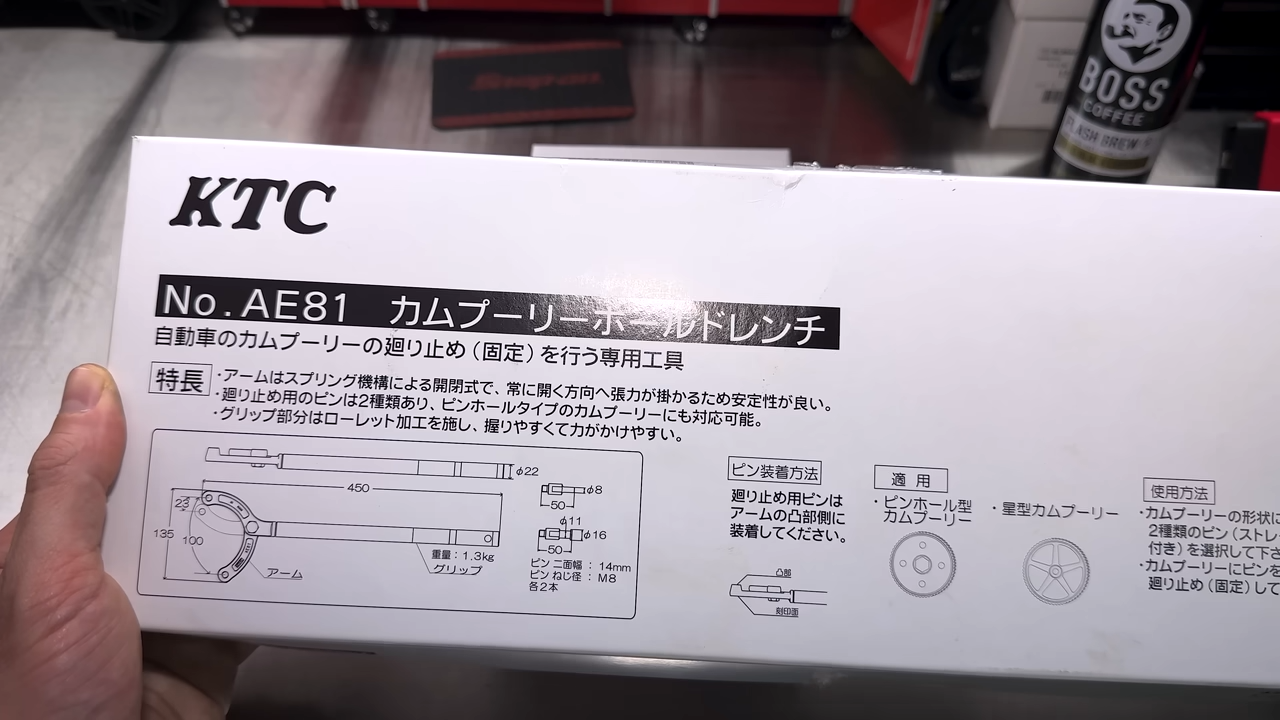 Snap-on
BOSS
COFFEE
FLASH BREW
KTC
No.AE81 カムプーリーホールドレンチ
自動車のカムプーリーの廻り止め(固定)を行う専用工具
特長
・アームはスプリング機構による開閉式で、常に開く方向へ張力が掛かるため安定性が良い。
・廻り止め用のピンは2種類あり、ピンホールタイプのカムプーリーにも対応可能。
・グリップ部分はローレット加工を施し、握りやすくて力がかけやすい。
φ22
450
23
135
100
アーム
重量:1.3kg
グリップ
φ8
50
φ11
φ16
50
ピン 二面幅 : 14mm
ピン ねじ径 : M8
各2本
ピン装着方法
廻り止め用ピンは
アームの凸部側に
装着してください。
凸部
刻印面
適用
・ピンホール型
カムプーリー
・星型カムプーリー
使用方法
・カムプーリーの形状に
2種類のピン(ストレ
付き)を選択して下さ
・カムプーリーにピンを
廻り止め(固定)して